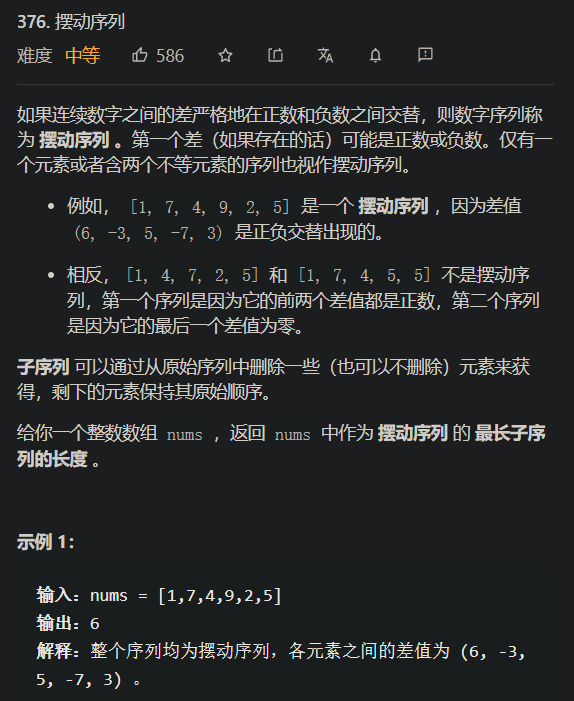 376. 摆动序列
难度 中等 586
如果连续数字之间的差严格地在正数和负数之间交替，则数字序列称
为 摆动序列 。第一个差（如果存在的话）可能是正数或负数。仅有一
个元素或者含两个不等元素的序列也视作摆动序列。
• 例如， [1, 7, 4, 9, 2, 5] 是一个 摆动序列 ，因为差值
(6, -3, 5, -7, 3) 是正负交替出现的。
• 相反，[1, 4, 7, 2, 5] 和 [1, 7, 4, 5, 5] 不是摆动序
列，第一个序列是因为它的前两个差值都是正数，第二个序列
是因为它的最后一个差值为零。
子序列 可以通过从原始序列中删除一些（也可以不删除）元素来获
得，剩下的元素保持其原始顺序。
给你一个整数数组 nums ，返回 nums 中作为 摆动序列 的 最长子序
列的长度 。
示例 1：
输入：nums = [1,7,4,9,2,5]
输出：6
解释：整个序列均为摆动序列，各元素之间的差值为 (6, -3,
5, -7, 3) 。